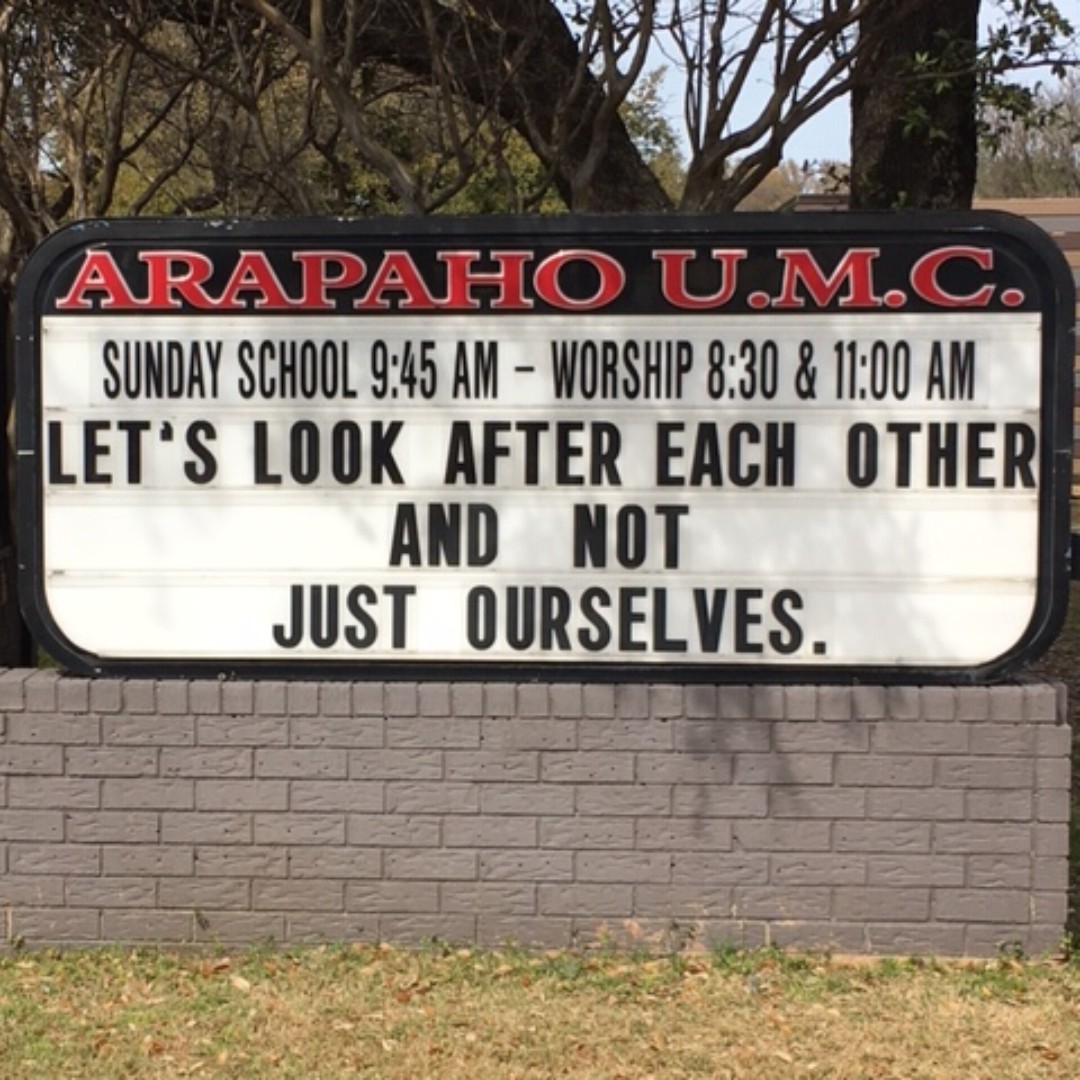 ARAPAHO U.M.C.
SUNDAY SCHOOL 9:45 AM - WORSHIP 8:30 & 11:00 AM
LET'S LOOK AFTER EACH OTHER
AND NOT
JUST OURSELVES.